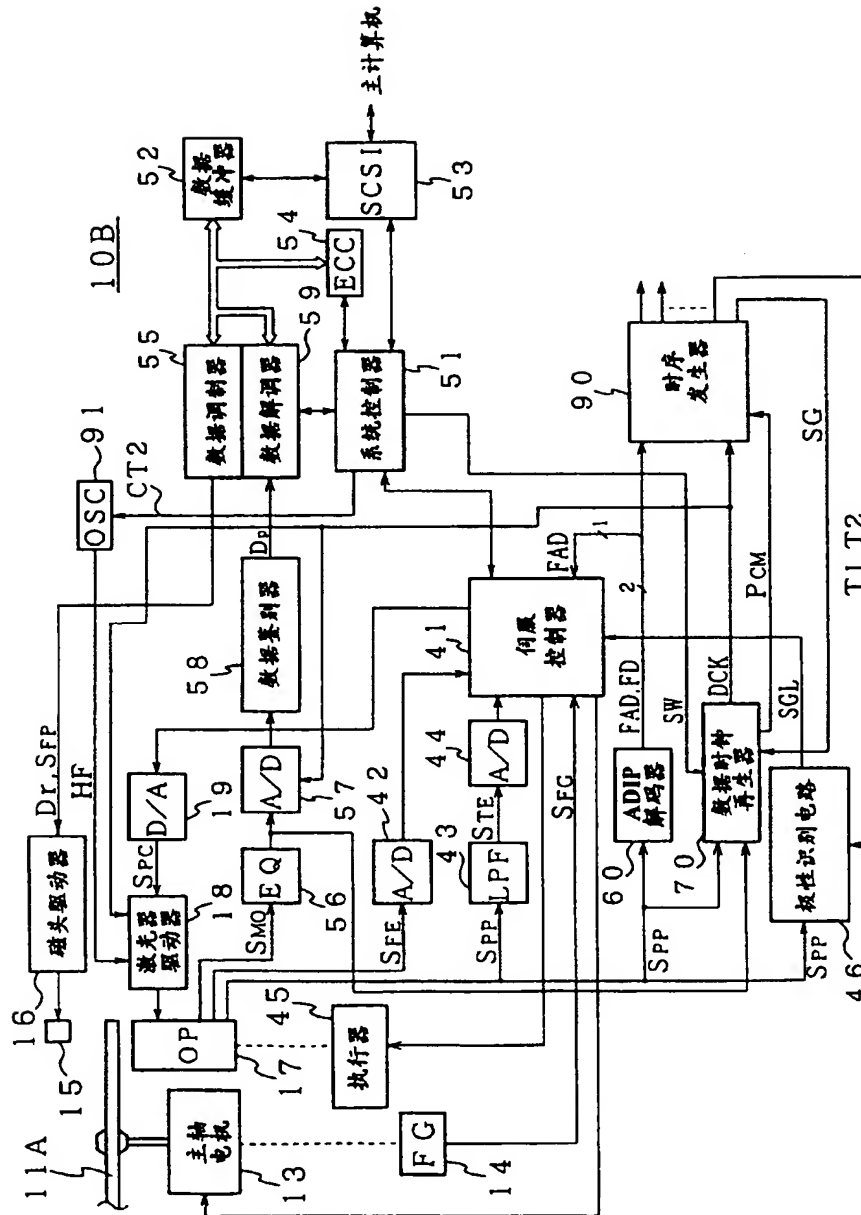 10B
主计算机
52
数据
缓冲器
SCSI
53
54
ECC
55
数据调制器
数据解调器
59
系统控制器
51
91
OSC
CT2
Dr,SFP
HF
磁头驱动器
16
15
11A
SPC
D/A
19
激光器
驱动器
18
OP
17
SMO
EQ
56
A/D
57
数据鉴别器
58
DP
SFE
A/D
42
SPP
LPF
43
STE
A/D
44
伺服
控制器
41
FAD
1
2
执行器
45
主轴
电机
13
FG
14
SFG
SPP
ADIP
解码器
60
FAD,FD
SW
数据时钟
再生器
70
DCK
PCM
SGL
SPP
极性识别电路
46
时序
发生器
90
SG
T1,T2